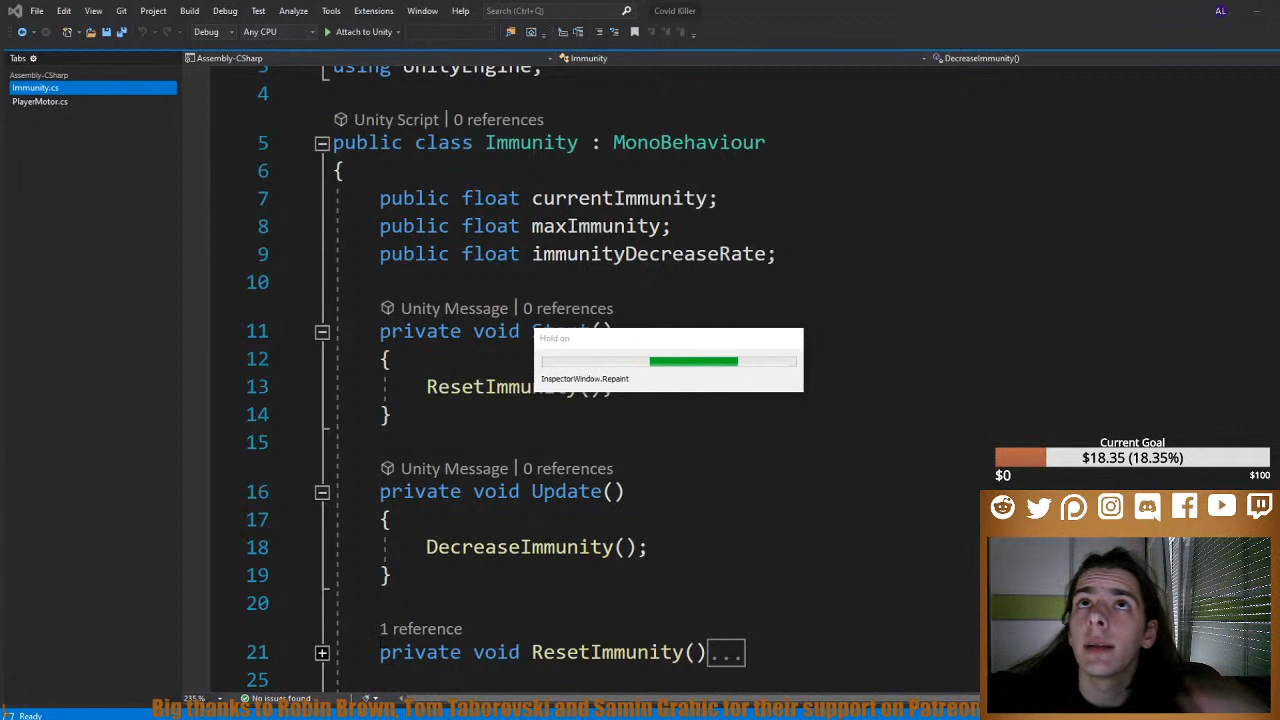 File Edit View Git Project Build Debug Test Analyze Tools Extensions Window Help Search (Ctrl+Q) Covid Killer AL
Debug Any CPU Attach to Unity
Tabs Assembly-CSharp Immunity DecreaseImmunity()
Assembly-CSharp
Immunity.cs
PlayerMotor.cs
3 using UnityEngine;
4
Unity Script | 0 references
5 public class Immunity : MonoBehaviour
6 {
7 public float currentImmunity;
8 public float maxImmunity;
9 public float immunityDecreaseRate;
10
Unity Message | 0 references
11 private void Start()
12 {
Hold on
InspectorWindow.Repaint
13 ResetImmunity();
14 }
15
Unity Message | 0 references
16 private void Update()
17 {
18 DecreaseImmunity();
19 }
20
1 reference
21 private void ResetImmunity()...
25
Current Goal
$18.35 (18.35%)
$0 $100
235% No issues found
Ready
Big thanks to Robin Brown, Tom Taborovski and Samin Grahic for their support on Patreon